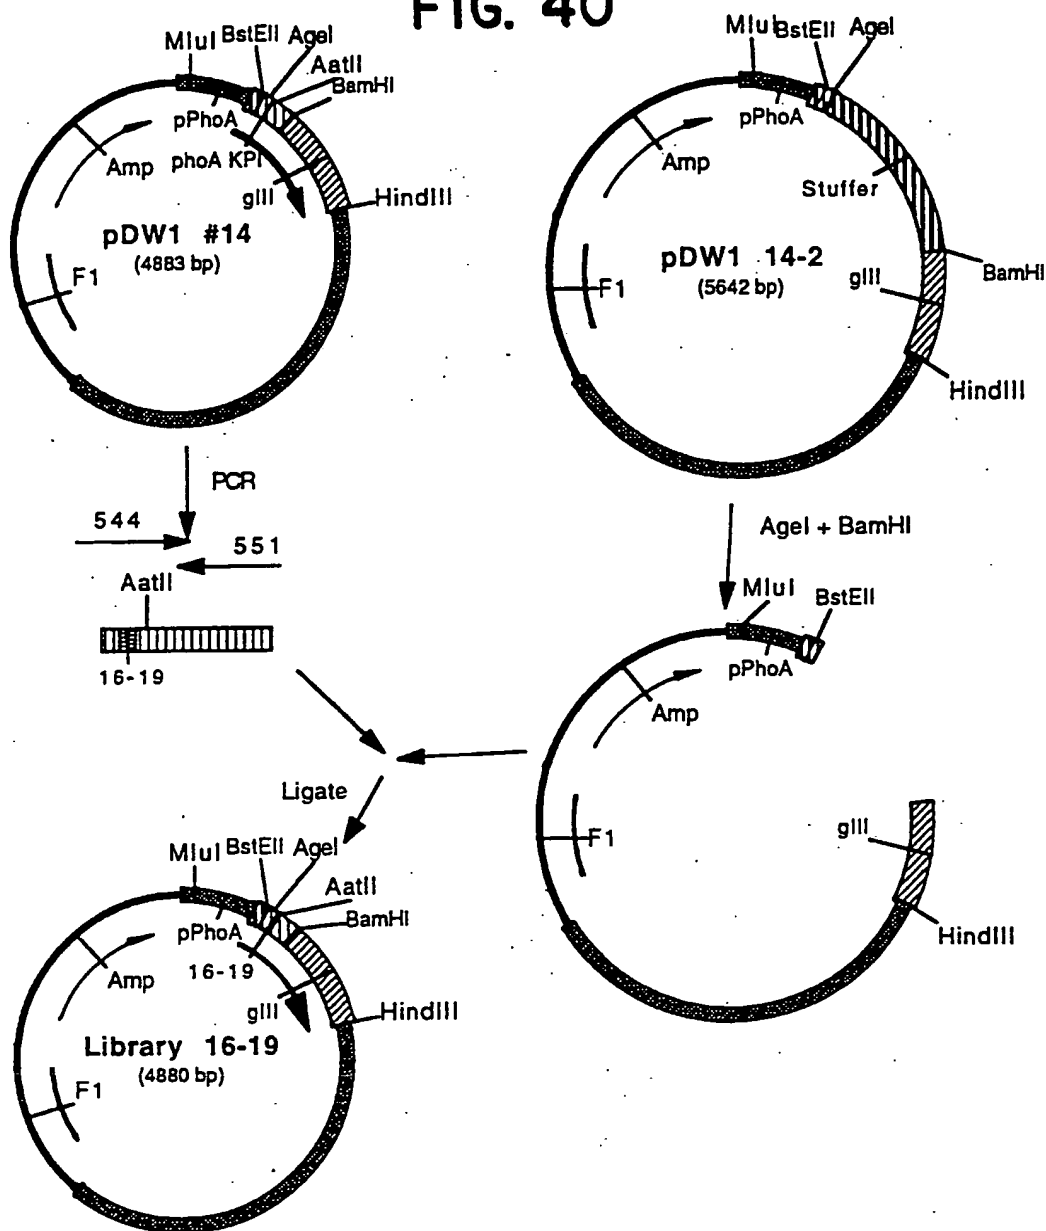 FIG. 40
MluI BstEII AgeI
AatII
BamHI
pPhoA
phoA KPI
Amp
gIII
HindIII
pDW1 #14
(4883 bp)
F1
MluI BstEII AgeI
pPhoA
Amp
Stuffer
pDW1 14-2
(5642 bp)
gIII
BamHI
F1
HindIII
PCR
544
551
AatII
16-19
AgeI + BamHI
MluI
BstEII
pPhoA
Amp
F1
gIII
HindIII
Ligate
MluI BstEII AgeI
AatII
BamHI
pPhoA
16-19
Amp
gIII
HindIII
Library 16-19
(4880 bp)
F1